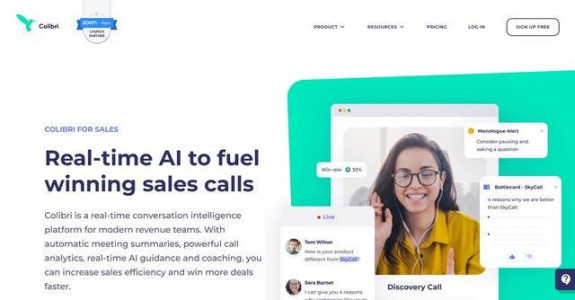 Colibri
zoom Apps
LAUNCH
PARTNER
PRODUCT
RESOURCES
PRICING
LOG IN
SIGN UP FREE
COLIBRI FOR SALES
Real-time AI to fuel
winning sales calls
Colibri is a real-time conversation intelligence
platform for modern revenue teams. With
automatic meeting summaries, powerful call
analytics, real-time AI guidance and coaching, you
can increase sales efficiency and win more deals
faster.
Win rate 30%
Monologue Alert
Consider pausing and
asking a question
Battlecard - SkyCall
4 reasons why we are better
than SkyCall:
Live
Tom Wilner
How is your product
different from SkyCall?
Sara Burnet
I can give you 4 reasons
Discovery Call
?